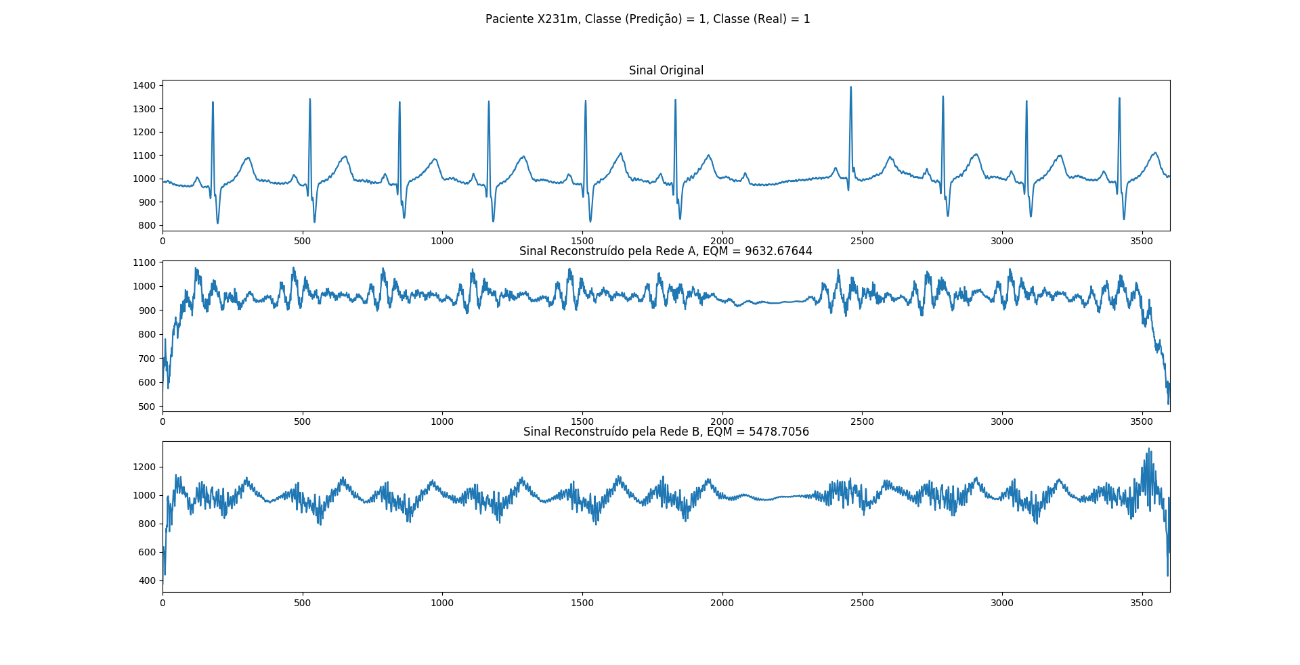 Paciente X231m, Classe (Predição) = 1, Classe (Real) = 1
Sinal Original
1400
1300
1200
1100
1000
900
800
0 500 1000 1500 2000 2500 3000 3500
Sinal Reconstruído pela Rede A, EQM = 9632.67644
1100
1000
900
800
700
600
500
0 500 1000 1500 2000 2500 3000 3500
Sinal Reconstruído pela Rede B, EQM = 5478.7056
1200
1000
800
600
400
0 500 1000 1500 2000 2500 3000 3500